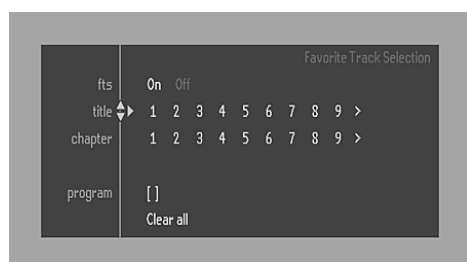 Favorite Track Selection
fts On Off
title 1 2 3 4 5 6 7 8 9 >
chapter 1 2 3 4 5 6 7 8 9 >
program [ ]
Clear all